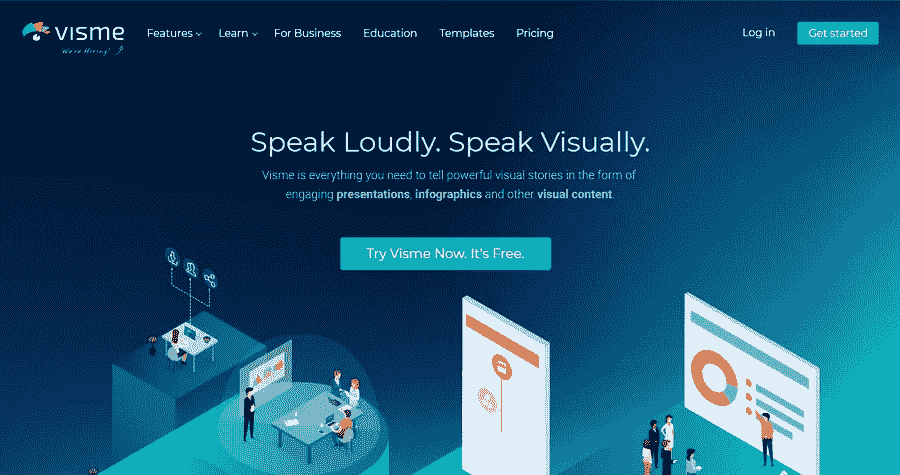 visme
We're Hiring!
Features
Learn
For Business
Education
Templates
Pricing
Log in
Get started
Speak Loudly. Speak Visually.
Visme is everything you need to tell powerful visual stories in the form of
engaging presentations, infographics and other visual content.
Try Visme Now. It's Free.